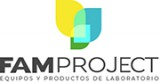 FAMPROJECT
EQUIPOS Y PRODUCTOS DE LABORATORIO